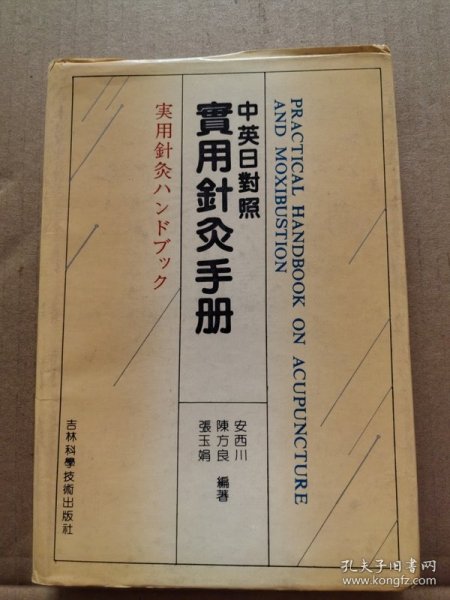 PRACTICAL HANDBOOK ON ACUPUNCTURE
AND MOXIBUSTION
中英日對照
實用針灸手册
実用針灸ハンドブック
安西川
陳方良 編著
張玉娟
吉林科學技術出版社
孔夫子旧书网
www.kongfz.com